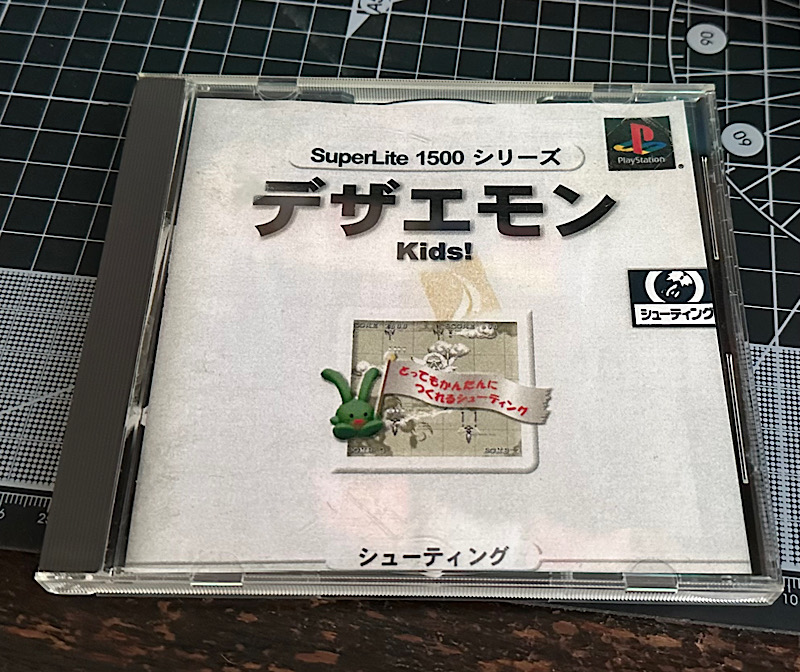 SuperLite 1500 シリーズ
PlayStation
デザエモン
Kids!
シューティング
とってもかんたんに
つくれるシューティング
シューティング
60
10